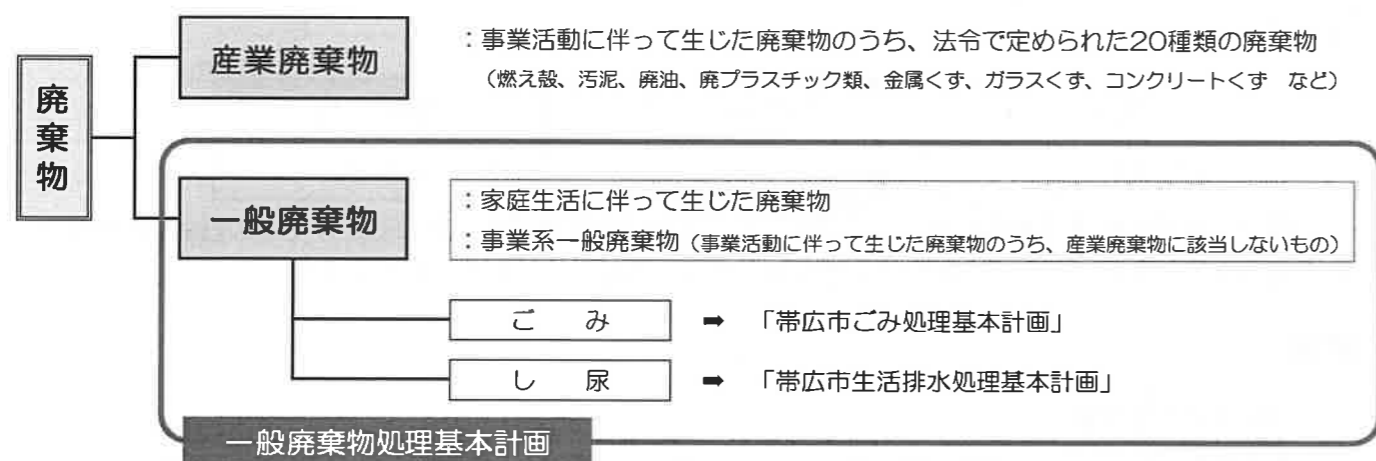 廃棄物
産業廃棄物
：事業活動に伴って生じた廃棄物のうち、法令で定められた20種類の廃棄物
（燃え殻、汚泥、廃油、廃プラスチック類、金属くず、ガラスくず、コンクリートくず　など）
一般廃棄物
：家庭生活に伴って生じた廃棄物
：事業系一般廃棄物（事業活動に伴って生じた廃棄物のうち、産業廃棄物に該当しないもの）
ご　み　➡　「帯広市ごみ処理基本計画」
し　尿　➡　「帯広市生活排水処理基本計画」
一般廃棄物処理基本計画